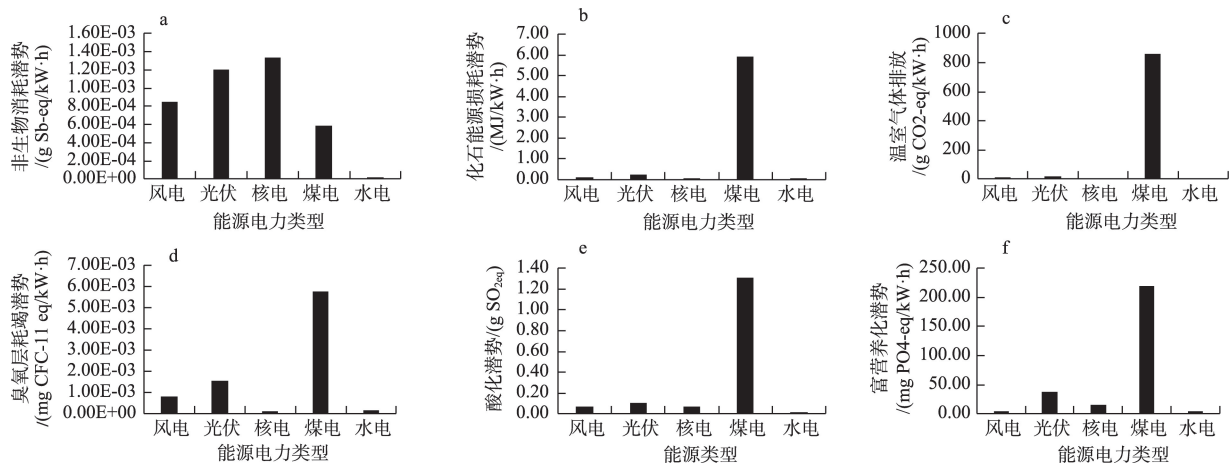 a
非生物消耗潜势
/(g Sb-eq/kW·h)
1.60E-03
1.40E-03
1.20E-03
1.00E-03
8.00E-04
6.00E-04
4.00E-04
2.00E-04
0.00E+00
风电 光伏 核电 煤电 水电
能源电力类型
b
化石能源损耗潜势
/(MJ/kW·h)
7.00
6.00
5.00
4.00
3.00
2.00
1.00
0.00
风电 光伏 核电 煤电 水电
能源电力类型
c
温室气体排放
/(g CO2-eq/kW·h)
1000
800
600
400
200
0
风电 光伏 核电 煤电 水电
能源电力类型
d
臭氧层耗竭潜势
/(mg CFC-11 eq/kW·h)
7.00E-03
6.00E-03
5.00E-03
4.00E-03
3.00E-03
2.00E-03
1.00E-03
0.00E+00
风电 光伏 核电 煤电 水电
能源电力类型
e
酸化潜势/(g SO2eq)
1.40
1.20
1.00
0.80
0.60
0.40
0.20
0.00
风电 光伏 核电 煤电 水电
能源类型
f
富营养化潜势
/(mg PO4-eq/kW·h)
250.00
200.00
150.00
100.00
50.00
0.00
风电 光伏 核电 煤电 水电
能源电力类型